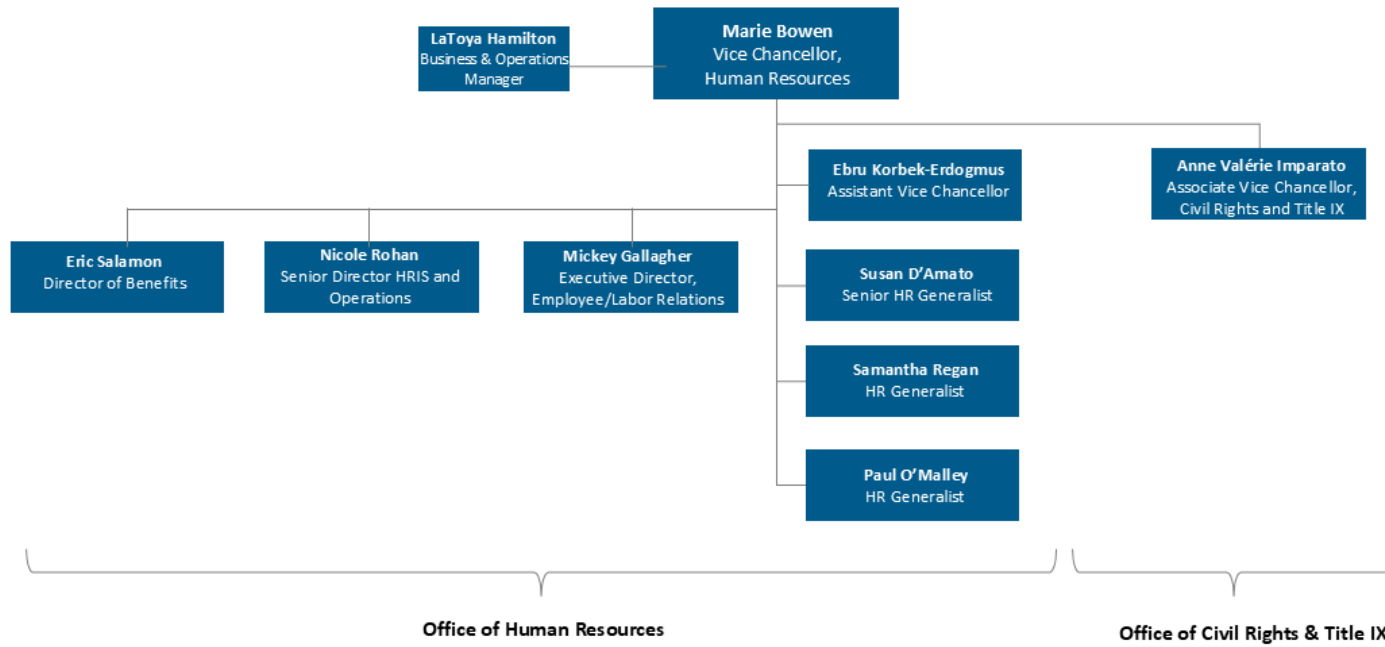 LaToya Hamilton
Business & Operations
Manager
Marie Bowen
Vice Chancellor,
Human Resources
Ebru Korbek-Erdogmus
Assistant Vice Chancellor
Anne Valérie Imparato
Associate Vice Chancellor,
Civil Rights and Title IX
Eric Salamon
Director of Benefits
Nicole Rohan
Senior Director HRIS and
Operations
Mickey Gallagher
Executive Director,
Employee/Labor Relations
Susan D’Amato
Senior HR Generalist
Samantha Regan
HR Generalist
Paul O’Malley
HR Generalist
Office of Human Resources
Office of Civil Rights & Title IX